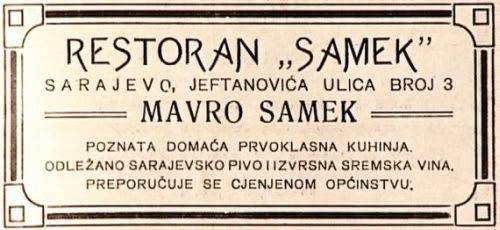 RESTORAN „SAMEK”
SARAJEVO, JEFTANOVIĆA ULICA BROJ 3
MAVRO SAMEK
POZNATA DOMAĆA PRVOKLASNA KUHINJA.
ODLEŽANO SARAJEVSKO PIVO I IZVRSNA SREMSKA VINA.
PREPORUČUJE SE CJENJENOM OPĆINSTVU.